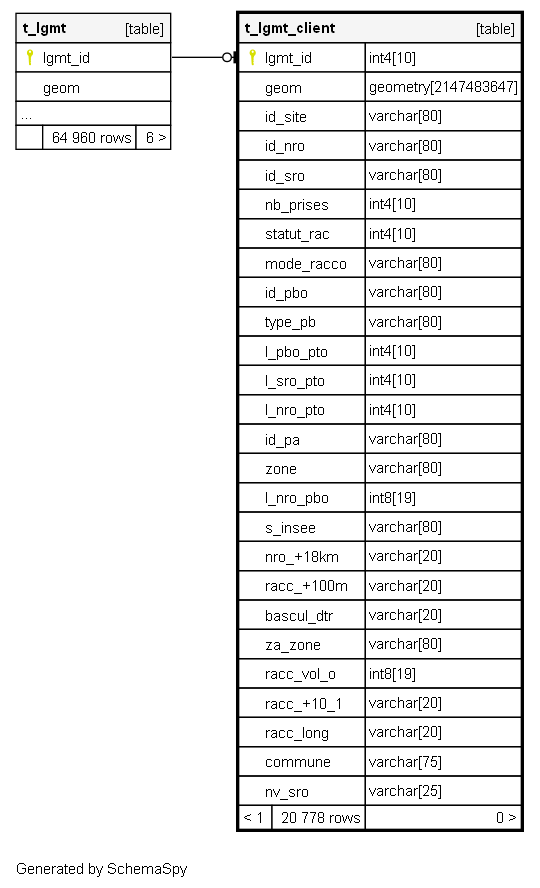 t_lgmt [table]
lgmt_id
geom
...
64 960 rows 6 >
t_lgmt_client [table]
lgmt_id int4[10]
geom geometry[2147483647]
id_site varchar[80]
id_nro varchar[80]
id_sro varchar[80]
nb_prises int4[10]
statut_rac int4[10]
mode_racco varchar[80]
id_pbo varchar[80]
type_pb varchar[80]
l_pbo_pto int4[10]
l_sro_pto int4[10]
l_nro_pto int4[10]
id_pa varchar[80]
zone varchar[80]
l_nro_pbo int8[19]
s_insee varchar[80]
nro_+18km varchar[20]
racc_+100m varchar[20]
bascul_dtr varchar[20]
za_zone varchar[80]
racc_vol_o int8[19]
racc_+10_1 varchar[20]
racc_long varchar[20]
commune varchar[75]
nv_sro varchar[25]
< 1 20 778 rows 0 >
Generated by SchemaSpy